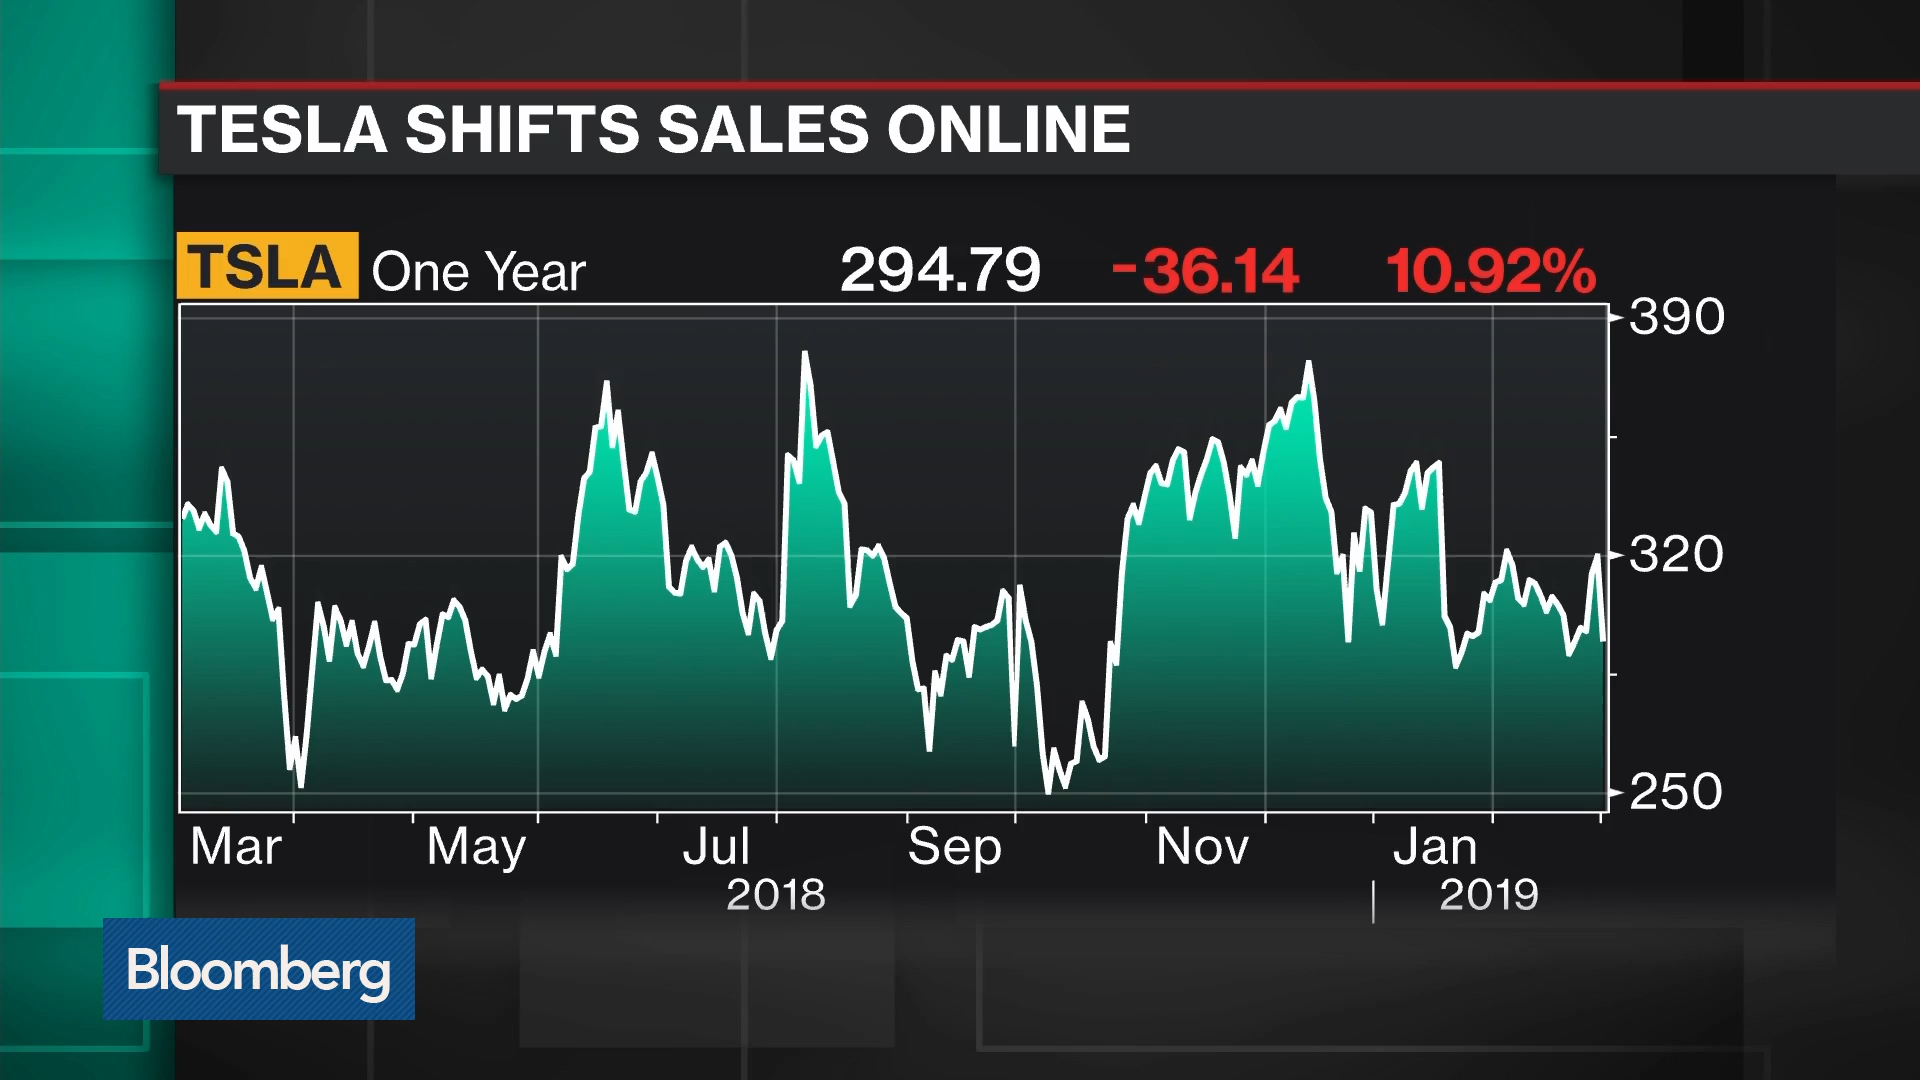 TESLA SHIFTS SALES ONLINE
TSLA One Year 294.79 -36.14 10.92%
390
320
250
Mar May Jul Sep Nov Jan
2018 2019
Bloomberg